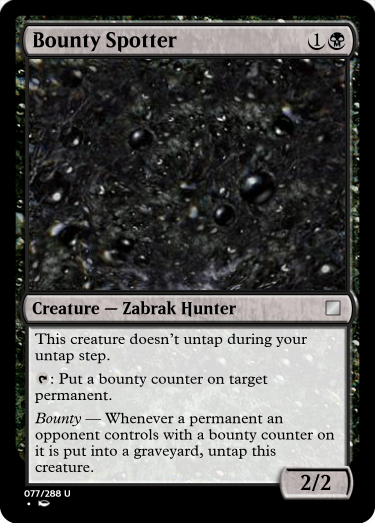 Bounty Spotter 1
Creature — Zabrak Hunter
This creature doesn't untap during your
untap step.
: Put a bounty counter on target
permanent.
Bounty — Whenever a permanent an
opponent controls with a bounty counter on
it is put into a graveyard, untap this
creature.
2/2
077/288 U